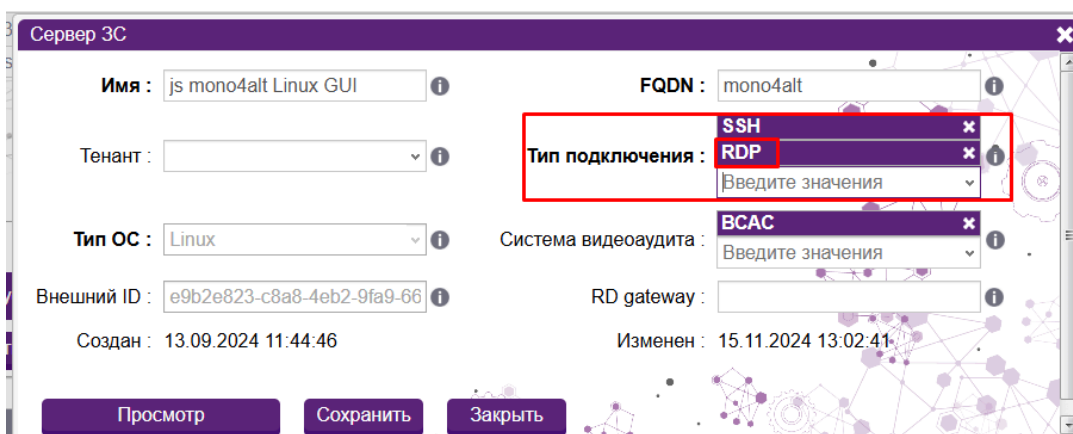 Сервер ЗС
Имя : js mono4alt Linux GUI
FQDN : mono4alt
Тенант :
Тип подключения : SSH
RDP
Введите значения
Тип ОС : Linux
Система видеоаудита : BCAC
Введите значения
Внешний ID : e9b2e823-c8a8-4eb2-9fa9-66
RD gateway :
Создан : 13.09.2024 11:44:46
Изменен : 15.11.2024 13:02:41
Просмотр
Сохранить
Закрыть